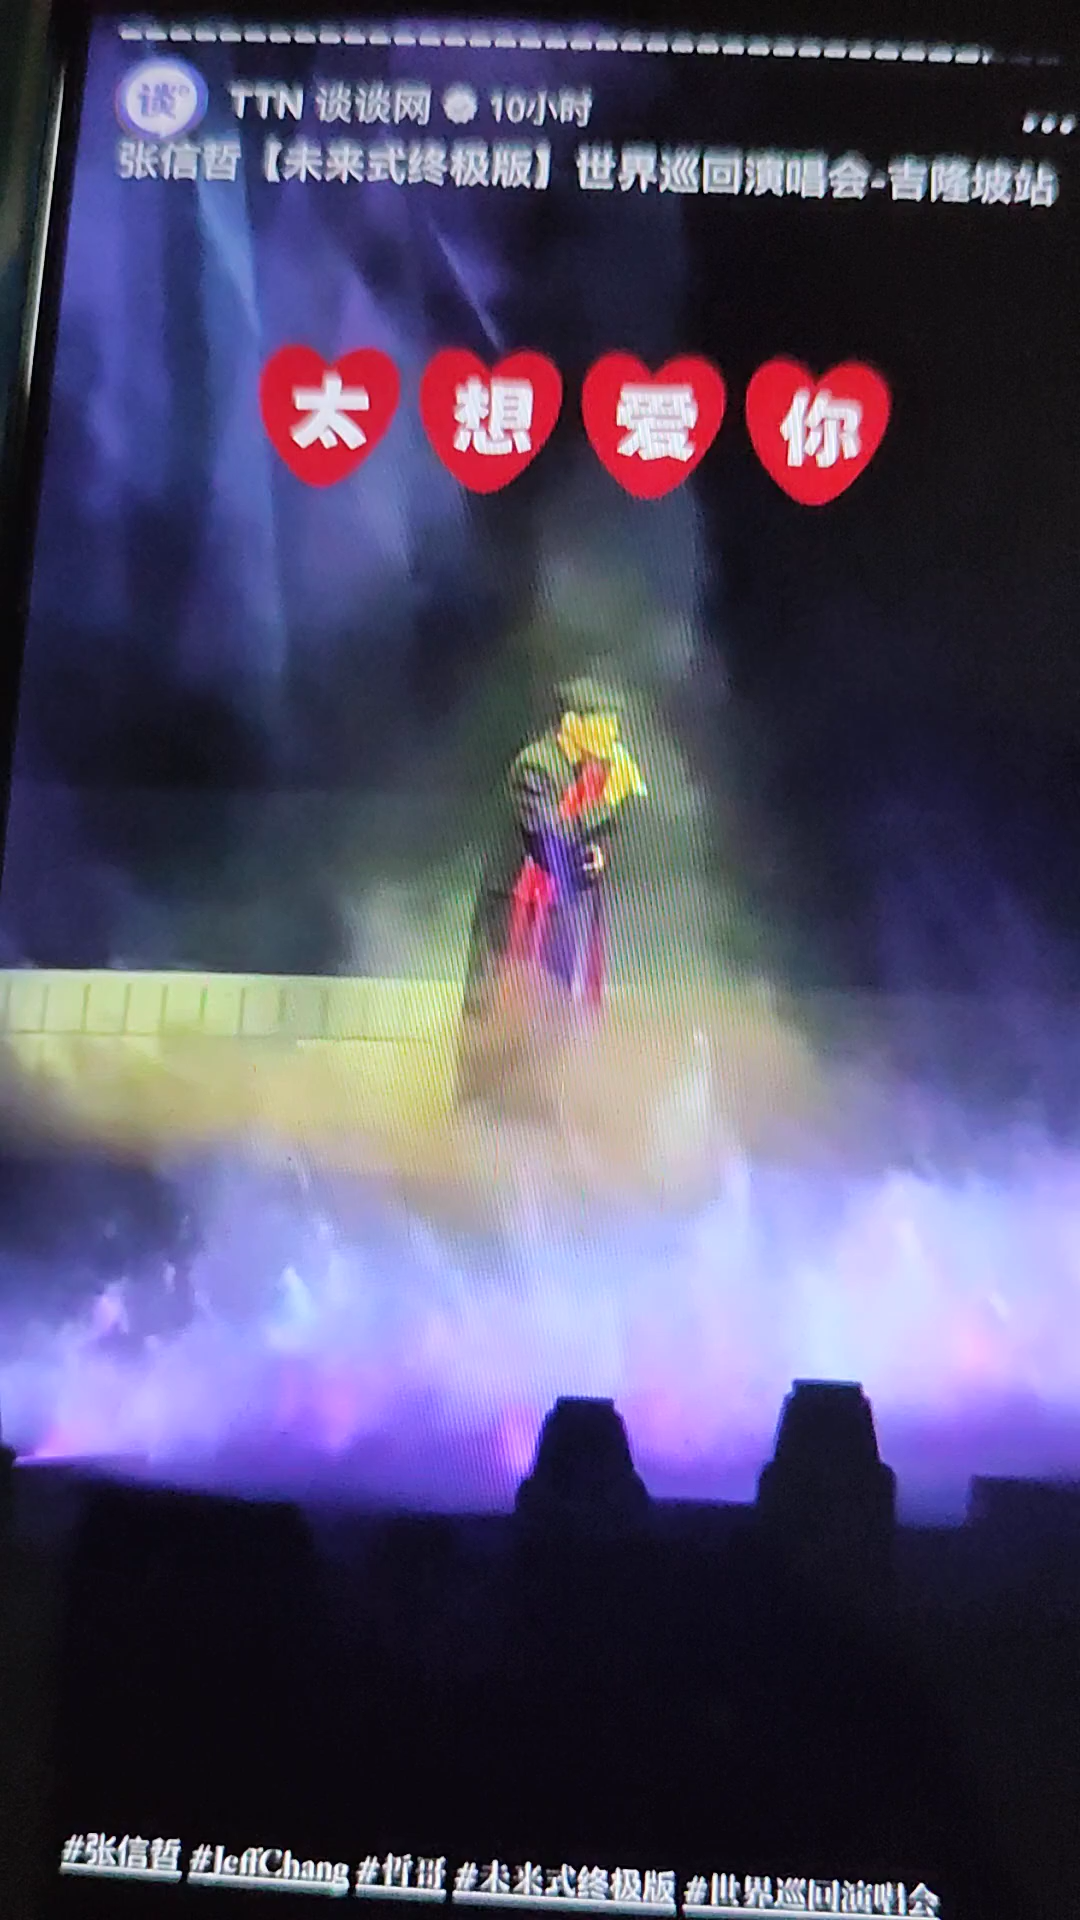 谈
TTN 谈谈网 10小时
张信哲【未来式终极版】世界巡回演唱会-吉隆坡站
太 想 爱 你
#张信哲 #JeffChang #哲哥 #未来式终极版 #世界巡回演唱会